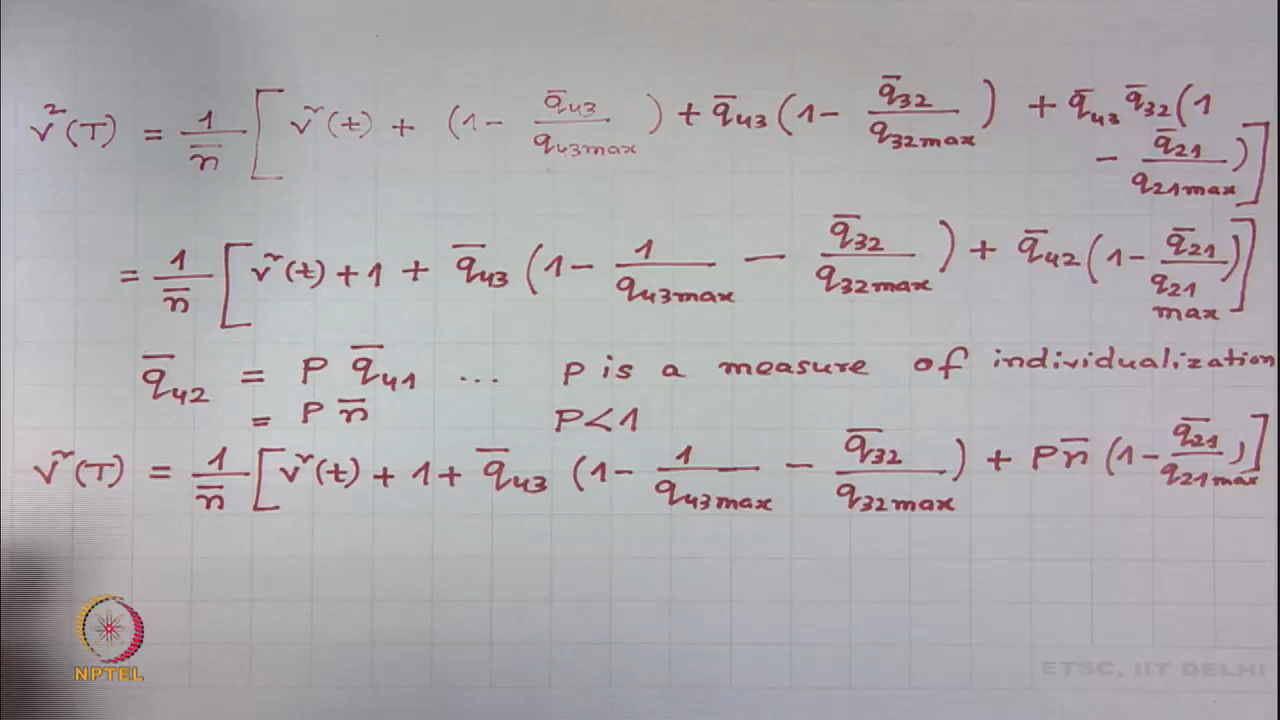 v²(T) = 1/n̅ [ v²(t) + (1 - q̅43/q43max) + q̅43 (1 - q̅32/q32max) + q̅43 q̅32 (1 - q̅21/q21max) ]
= 1/n̅ [ v²(t) + 1 + q̅43 (1 - 1/q43max - q̅32/q32max) + q̅42 (1 - q̅21/q21max) ]
q̅42 = P q̅41 ... P is a measure of individualization
= P n̅ P<1
v²(T) = 1/n̅ [ v²(t) + 1 + q̅43 (1 - 1/q43max - q̅32/q32max) + P n̅ (1 - q̅21/q21max) ]
NPTEL
ETSC, IIT DELHI